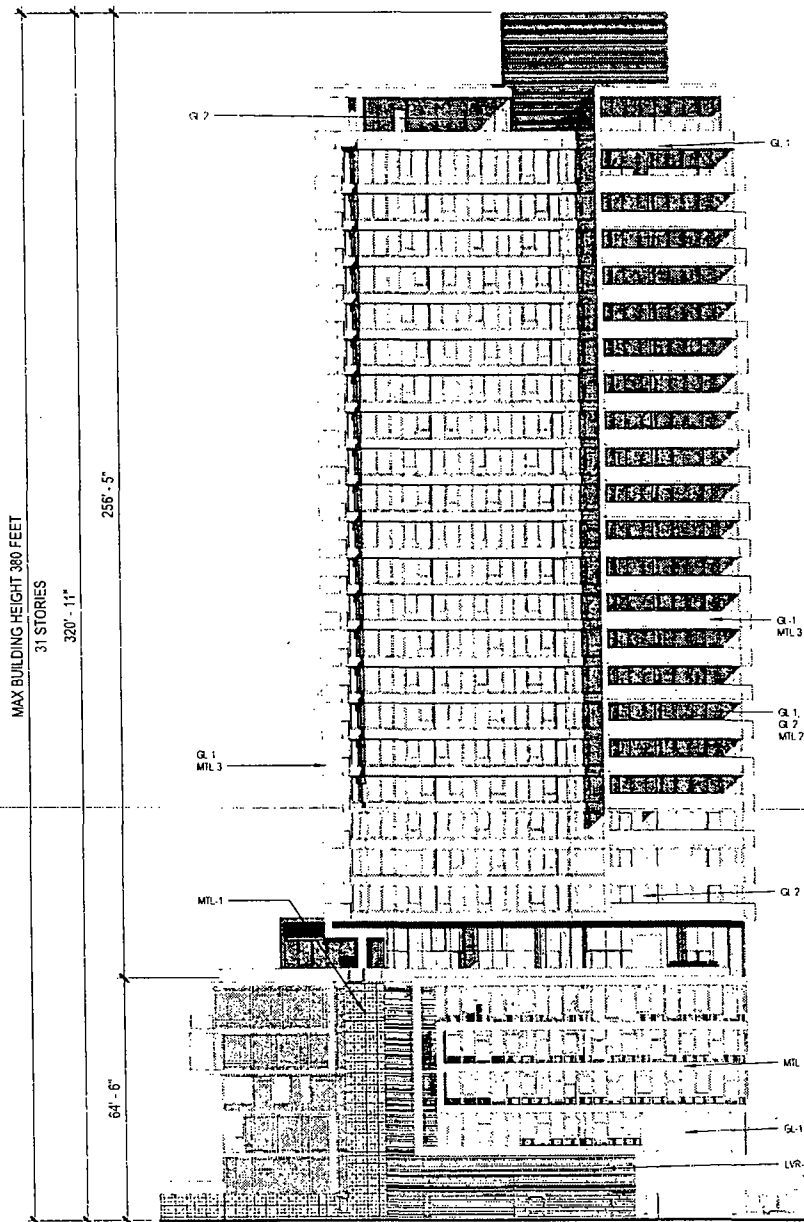 GL 2
GL 1
MAX BUILDING HEIGHT 380 FEET
31 STORIES
320' - 11"
256' - 5"
GL-1
MTL 3
GL 1
GL 2
MTL 2
GL 1
MTL 3
MTL-1
GL 2
64' - 6"
MTL
GL-1
LVR-